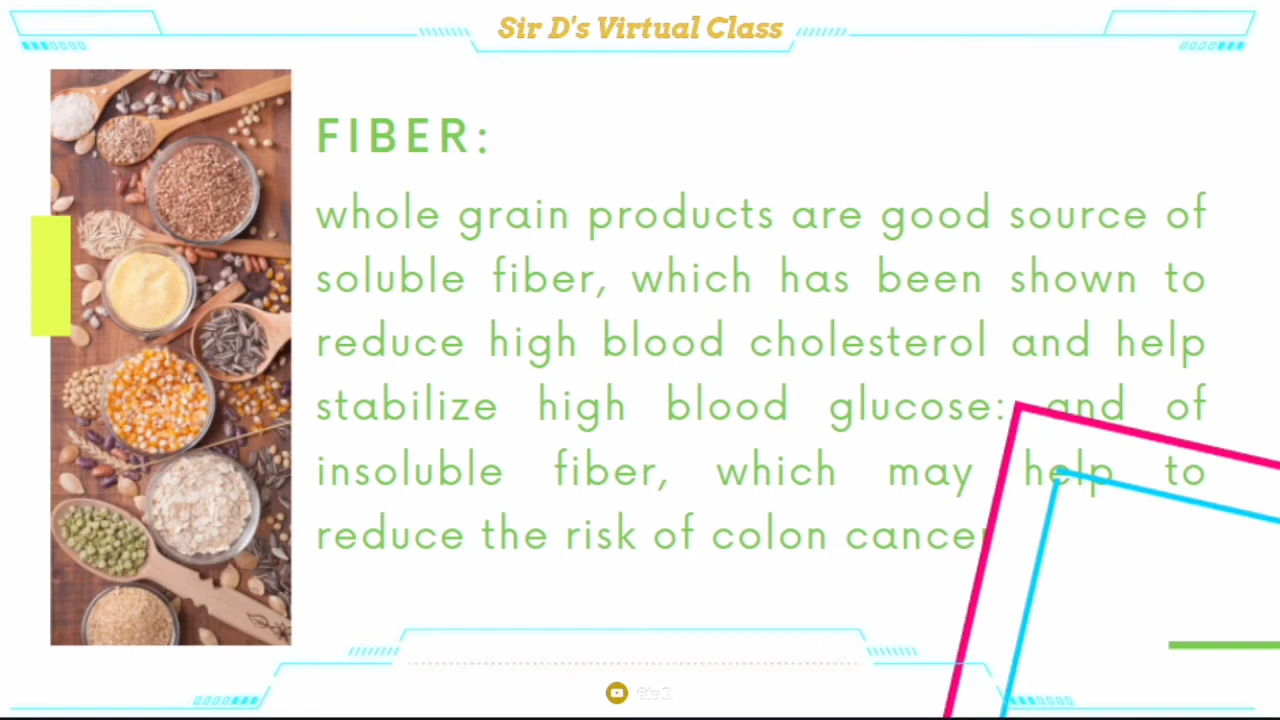 Sir D's Virtual Class
FIBER:
whole grain products are good source of
soluble fiber, which has been shown to
reduce high blood cholesterol and help
stabilize high blood glucose: and of
insoluble fiber, which may help to
reduce the risk of colon cancer